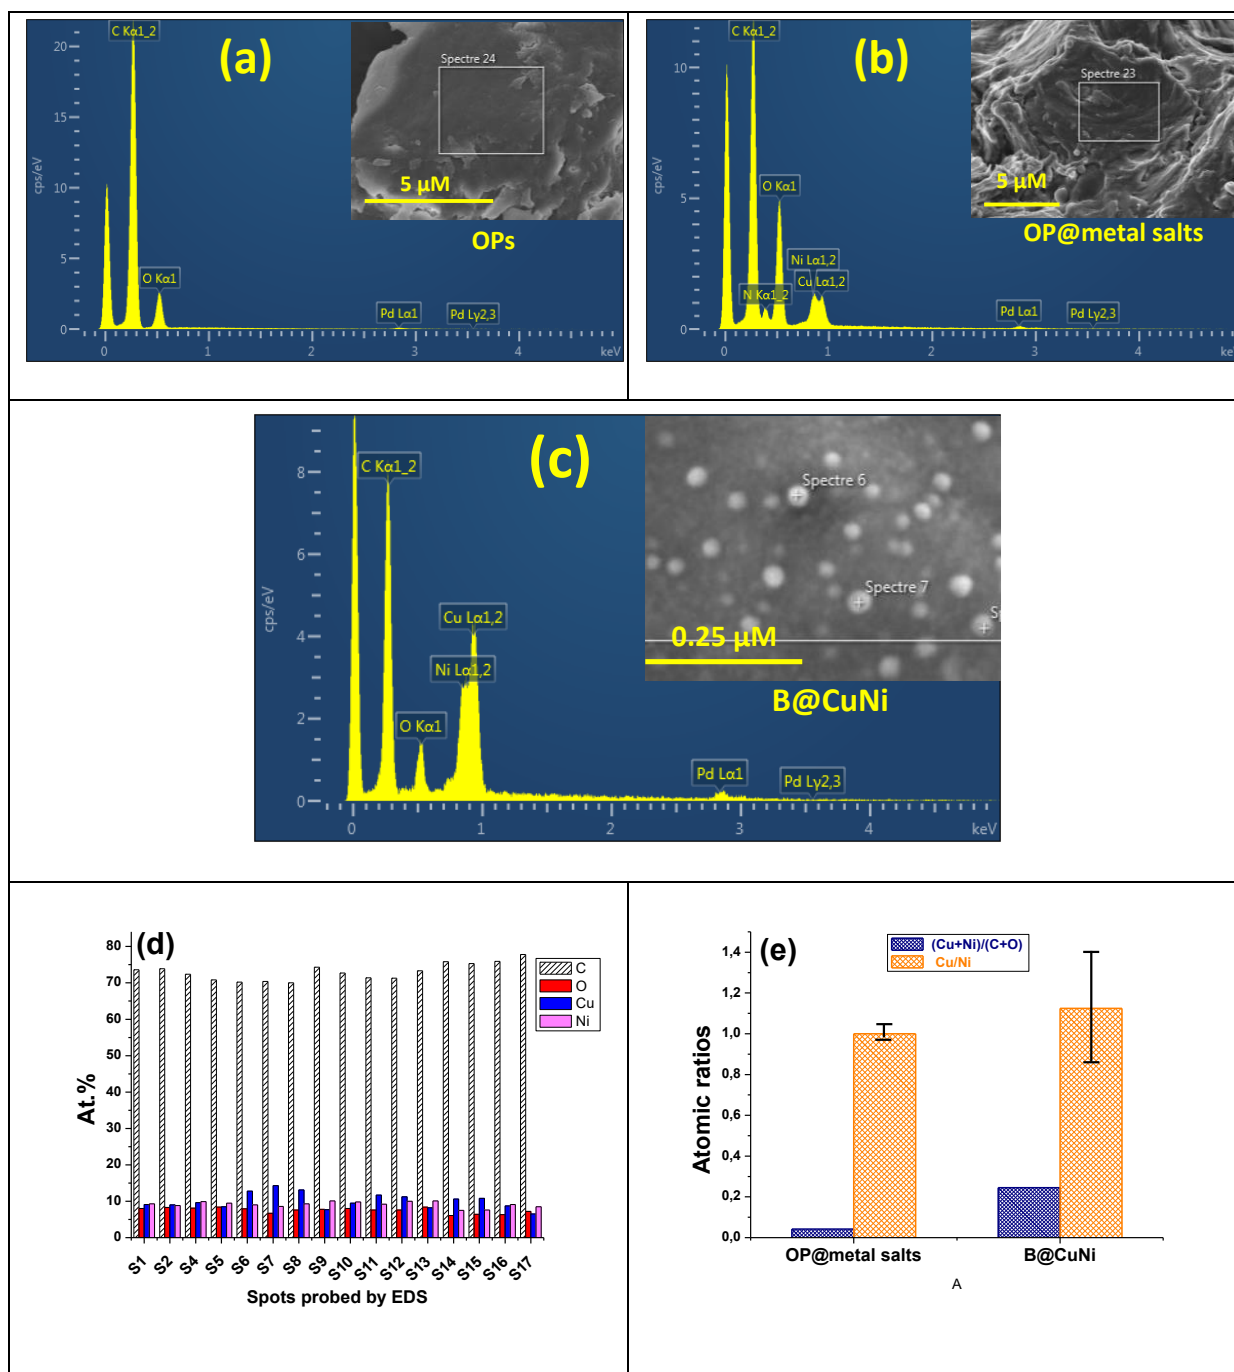 C Kα1_2
(a)
20
Spectre 24
15
cps/eV
10
5 μM
5
O Kα1
OPs
Pd Lα1
Pd Lγ2,3
0
0
1
2
3
4
keV
C Kα1_2
(b)
10
Spectre 23
cps/eV
O Kα1
5 μM
5
OP@metal salts
Ni Lα1,2
Cu Lα1,2
N Kα1_2
Pd Lα1
Pd Lγ2,3
0
0
1
2
3
4
keV
(c)
8
C Kα1_2
Spectre 6
6
cps/eV
Spectre 7
Cu Lα1,2
S
4
0.25 μM
Ni Lα1,2
B@CuNi
2
O Kα1
Pd Lα1
Pd Lγ2,3
0
0
1
2
3
4
keV
(d)
80
70
60
50
40
30
20
10
0
At.%
C
O
Cu
Ni
S1
S2
S4
S5
S6
S7
S8
S9
S10
S11
S12
S13
S14
S15
S16
S17
Spots probed by EDS
(e)
(Cu+Ni)/(C+O)
Cu/Ni
1,4
1,2
1,0
0,8
0,6
0,4
0,2
0,0
Atomic ratios
OP@metal salts
B@CuNi
A